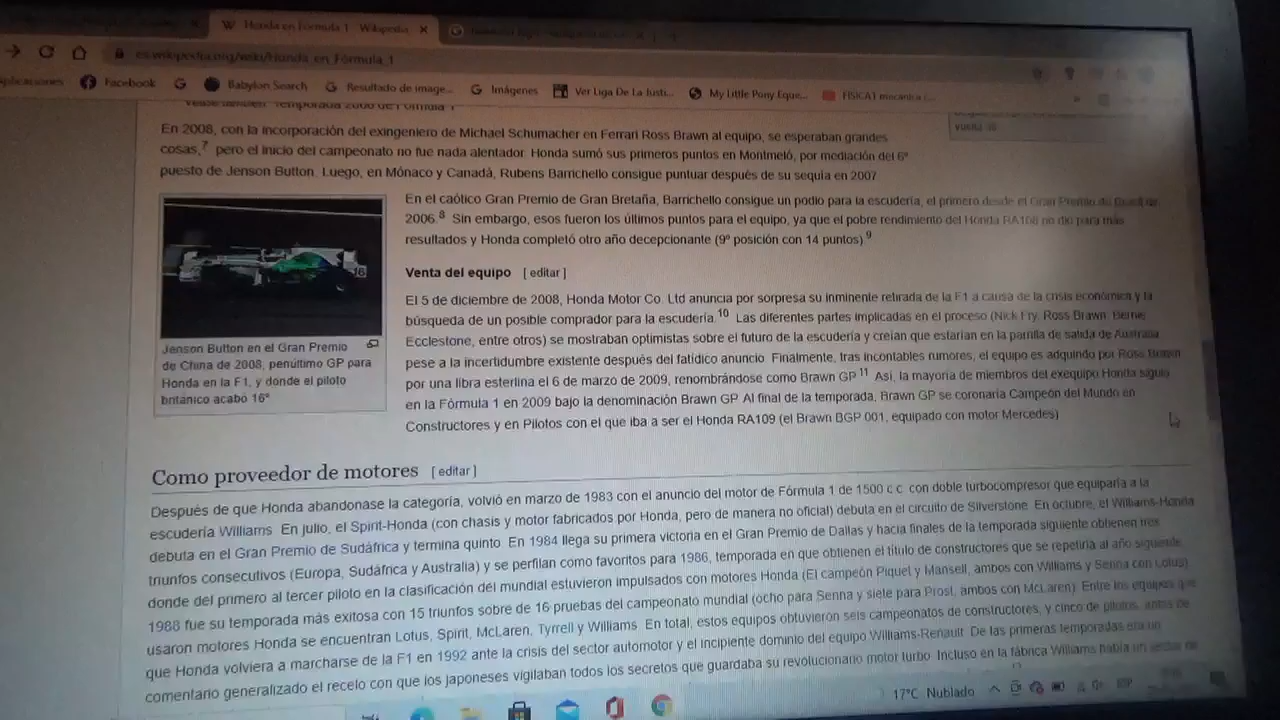 Honda en Fórmula 1 - Wikipedia
es.wikipedia.org/wiki/Honda_en_Fórmula_1
Aplicaciones Facebook Babylon Search Resultado de image... Imágenes Ver Liga De La Justi... My Little Pony Eque... FISICA1 mecanica
En 2008, con la incorporación del exingeniero de Michael Schumacher en Ferrari Ross Brawn al equipo, se esperaban grandes
cosas,7 pero el inicio del campeonato no fue nada alentador. Honda sumó sus primeros puntos en Montmeló, por mediación del 6º
puesto de Jenson Button. Luego, en Mónaco y Canadá, Rubens Barrichello consigue puntuar después de su sequía en 2007
Jenson Button en el Gran Premio
de China de 2008, penúltimo GP para
Honda en la F1, y donde el piloto
británico acabó 16º
En el caótico Gran Premio de Gran Bretaña, Barrichello consigue un podio para la escudería, el primero desde el Gran Premio de Brasil de
2006.8 Sin embargo, esos fueron los últimos puntos para el equipo, ya que el pobre rendimiento del Honda RA108 no dio para más
resultados y Honda completó otro año decepcionante (9º posición con 14 puntos).9
Venta del equipo [ editar ]
El 5 de diciembre de 2008, Honda Motor Co. Ltd anuncia por sorpresa su inminente retirada de la F1 a causa de la crisis económica y la
búsqueda de un posible comprador para la escudería.10 Las diferentes partes implicadas en el proceso (Nick Fry, Ross Brawn, Bernie
Ecclestone, entre otros) se mostraban optimistas sobre el futuro de la escudería y creían que estarían en la parrilla de salida de Australia
pese a la incertidumbre existente después del fatídico anuncio. Finalmente, tras incontables rumores, el equipo es adquirido por Ross Brawn
por una libra esterlina el 6 de marzo de 2009, renombrándose como Brawn GP.11 Así, la mayoría de miembros del exequipo Honda siguió
en la Fórmula 1 en 2009 bajo la denominación Brawn GP. Al final de la temporada, Brawn GP se coronaría Campeón del Mundo en
Constructores y en Pilotos con el que iba a ser el Honda RA109 (el Brawn BGP 001, equipado con motor Mercedes)
Como proveedor de motores [ editar ]
Después de que Honda abandonase la categoría, volvió en marzo de 1983 con el anuncio del motor de Fórmula 1 de 1500 c.c. con doble turbocompresor que equiparía a la
escudería Williams. En julio, el Spirit-Honda (con chasis y motor fabricados por Honda, pero de manera no oficial) debuta en el circuito de Silverstone. En octubre, el Williams-Honda
debuta en el Gran Premio de Sudáfrica y termina quinto. En 1984 llega su primera victoria en el Gran Premio de Dallas y hacia finales de la temporada siguiente obtienen tres
triunfos consecutivos (Europa, Sudáfrica y Australia) y se perfilan como favoritos para 1986, temporada en que obtienen el título de constructores que se repetiría al año siguiente
donde del primero al tercer piloto en la clasificación del mundial estuvieron impulsados con motores Honda (El campeón Piquet y Mansell, ambos con Williams y Senna con Lotus).
1988 fue su temporada más exitosa con 15 triunfos sobre de 16 pruebas del campeonato mundial (ocho para Senna y siete para Prost, ambos con McLaren). Entre los equipos que
usaron motores Honda se encuentran Lotus, Spirit, McLaren, Tyrrell y Williams. En total, estos equipos obtuvieron seis campeonatos de constructores, y cinco de pilotos, antes de
que Honda volviera a marcharse de la F1 en 1992 ante la crisis del sector automotor y el incipiente dominio del equipo Williams-Renault. De las primeras temporadas era un
comentario generalizado el recelo con que los japoneses vigilaban todos los secretos que guardaba su revolucionario motor turbo. Incluso en la fábrica Williams había un sector de
17°C Nublado